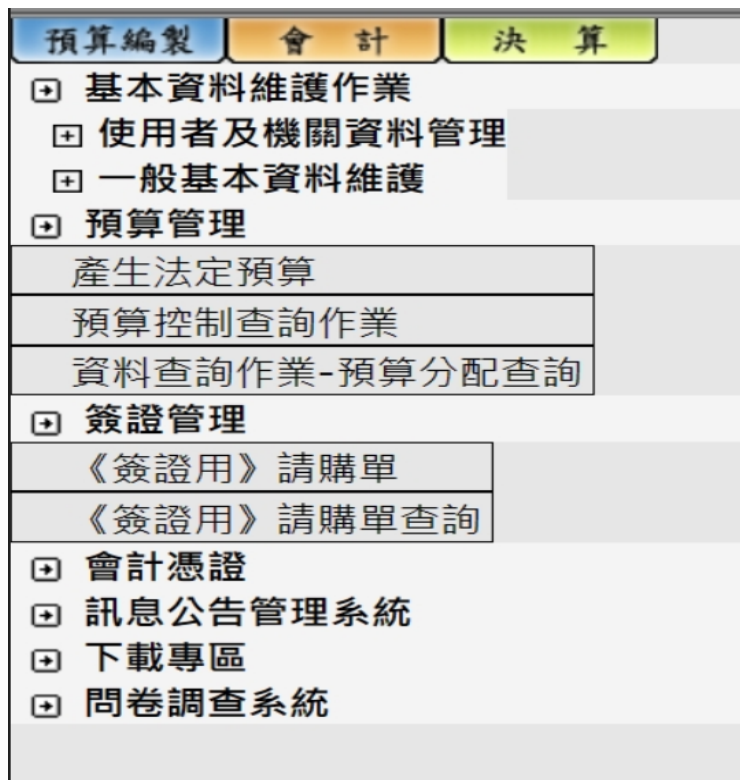 預算編製 會計 決算
基本資料維護作業
使用者及機關資料管理
一般基本資料維護
預算管理
產生法定預算
預算控制查詢作業
資料查詢作業-預算分配查詢
簽證管理
《簽證用》請購單
《簽證用》請購單查詢
會計憑證
訊息公告管理系統
下載專區
問卷調查系統